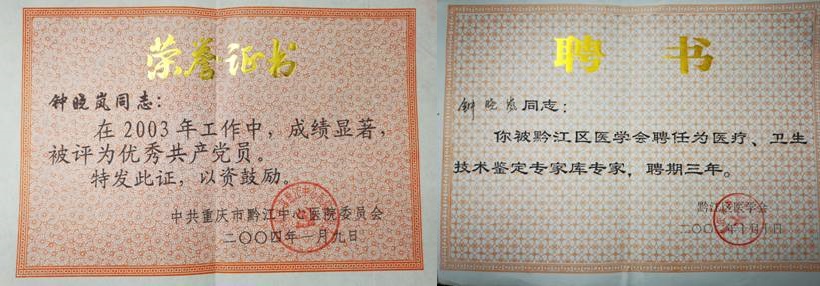 荣誉证书
钟晓岚同志:
在2003年工作中，成绩显著，
被评为优秀共产党员。
特发此证，以资鼓励。
中共重庆市黔江中心医院委员会
二〇〇四年一月九日
聘书
钟晓岚同志:
你被黔江区医学会聘任为医疗、卫生
技术鉴定专家库专家，聘期三年。
黔江区医学会